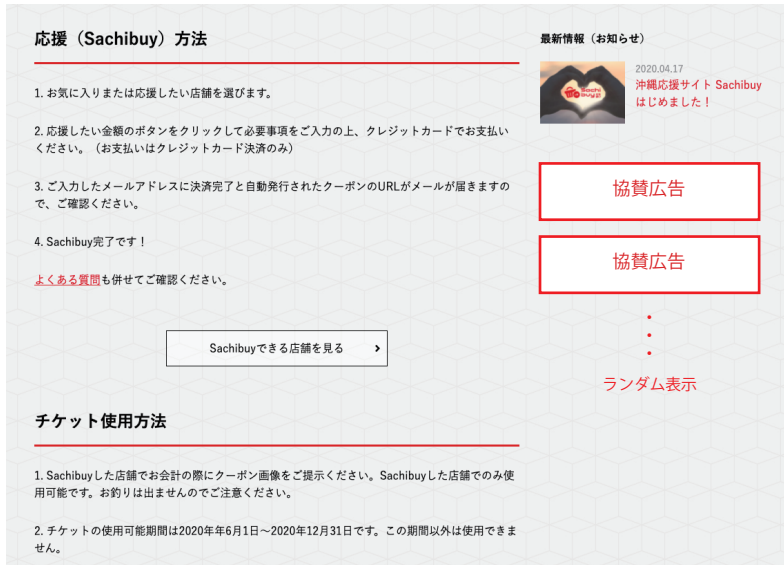 応援（Sachibuy）方法
1. お気に入りまたは応援したい店舗を選びます。
2. 応援したい金額のボタンをクリックして必要事項をご入力の上、クレジットカードでお支払い
ください。（お支払いはクレジットカード決済のみ）
3. ご入力したメールアドレスに決済完了と自動発行されたクーポンのURLがメールが届きますの
で、ご確認ください。
4. Sachibuy完了です！
よくある質問も併せてご確認ください。
Sachibuyできる店舗を見る
チケット使用方法
1. Sachibuyした店舗でお会計の際にクーポン画像をご提示ください。Sachibuyした店舗でのみ使
用可能です。お釣りは出ませんのでご注意ください。
2. チケットの使用可能期間は2020年年6月1日～2020年12月31日です。この期間以外は使用できま
せん。
最新情報（お知らせ）
Sachi
buy
2020.04.17
沖縄応援サイト Sachibuy
はじめました！
協賛広告
協賛広告
ランダム表示